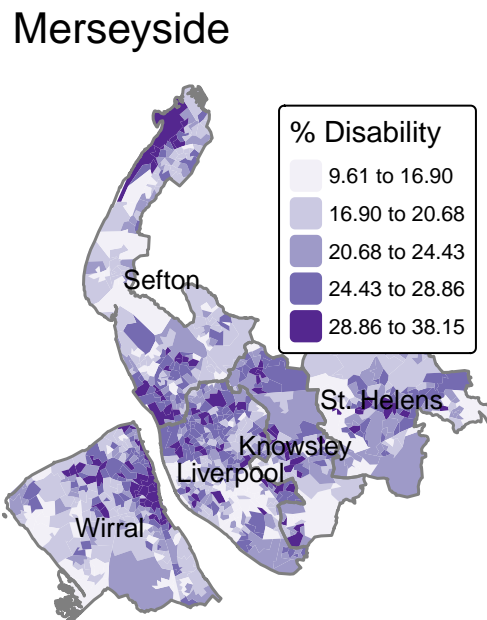 Merseyside
% Disability
9.61 to 16.90
16.90 to 20.68
20.68 to 24.43
24.43 to 28.86
28.86 to 38.15
Sefton
St. Helens
Knowsley
Liverpool
Wirral